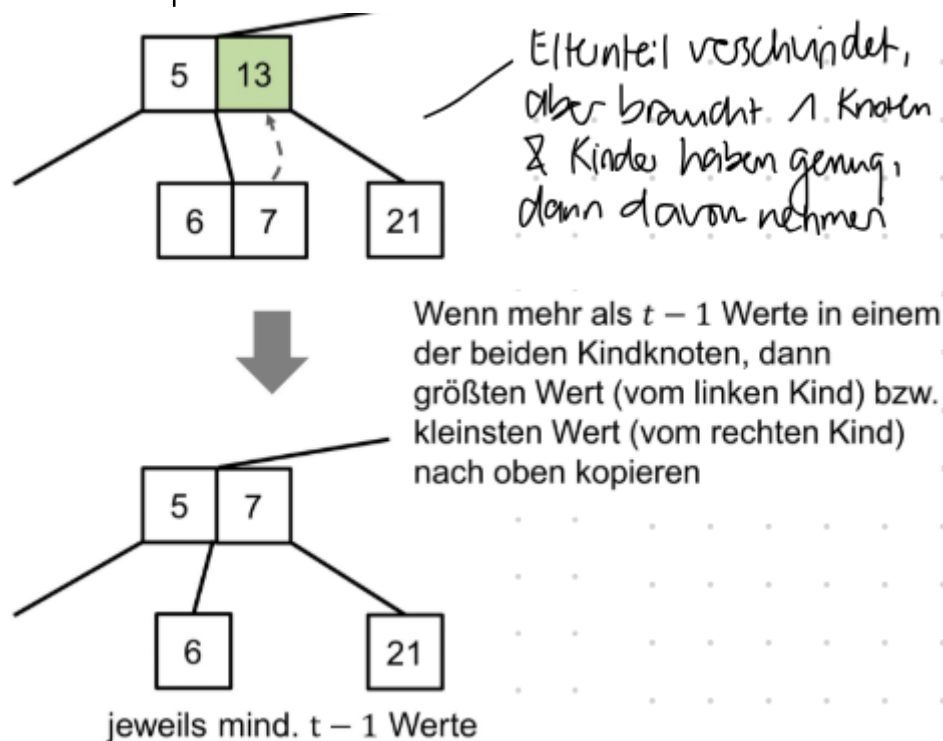 5 13
Elternteil verschwindet,
aber braucht 1 Knoten
& Kinder haben genug,
dann davon nehmen
6 7 21
Wenn mehr als t − 1 Werte in einem
der beiden Kindknoten, dann
größten Wert (vom linken Kind) bzw.
kleinsten Wert (vom rechten Kind)
nach oben kopieren
5 7
6 21
jeweils mind. t − 1 Werte